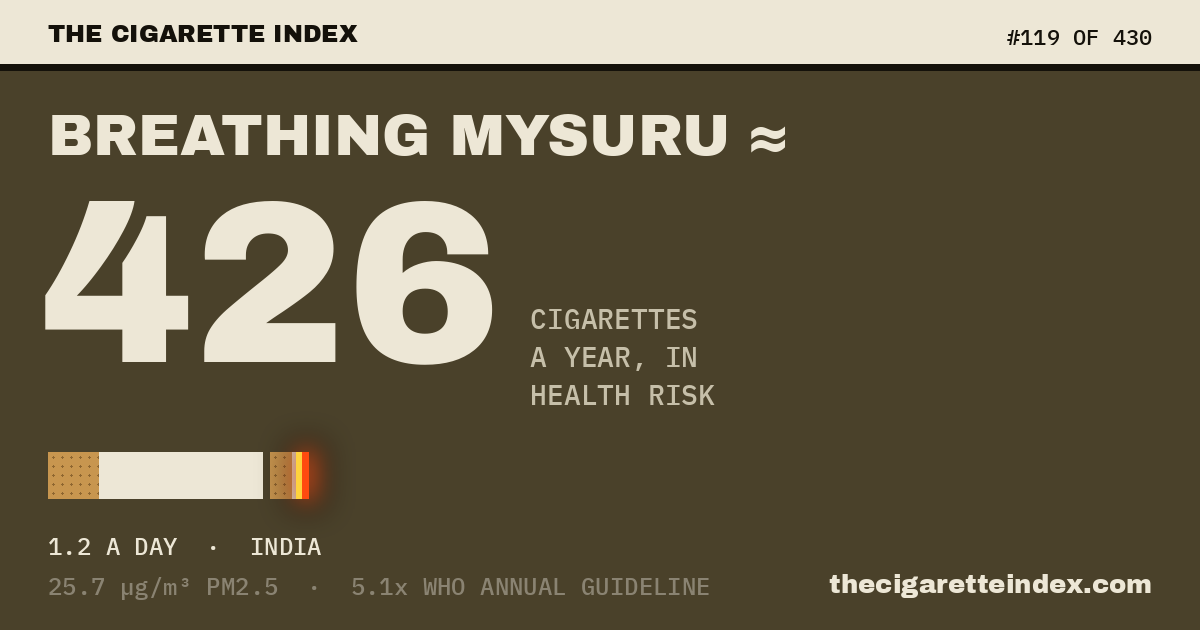 THE CIGARETTE INDEX
#119 OF 430
BREATHING MYSURU ≈
426
CIGARETTES
A YEAR, IN
HEALTH RISK
1.2 A DAY · INDIA
25.7 µg/m³ PM2.5 · 5.1x WHO ANNUAL GUIDELINE
thecigaretteindex.com